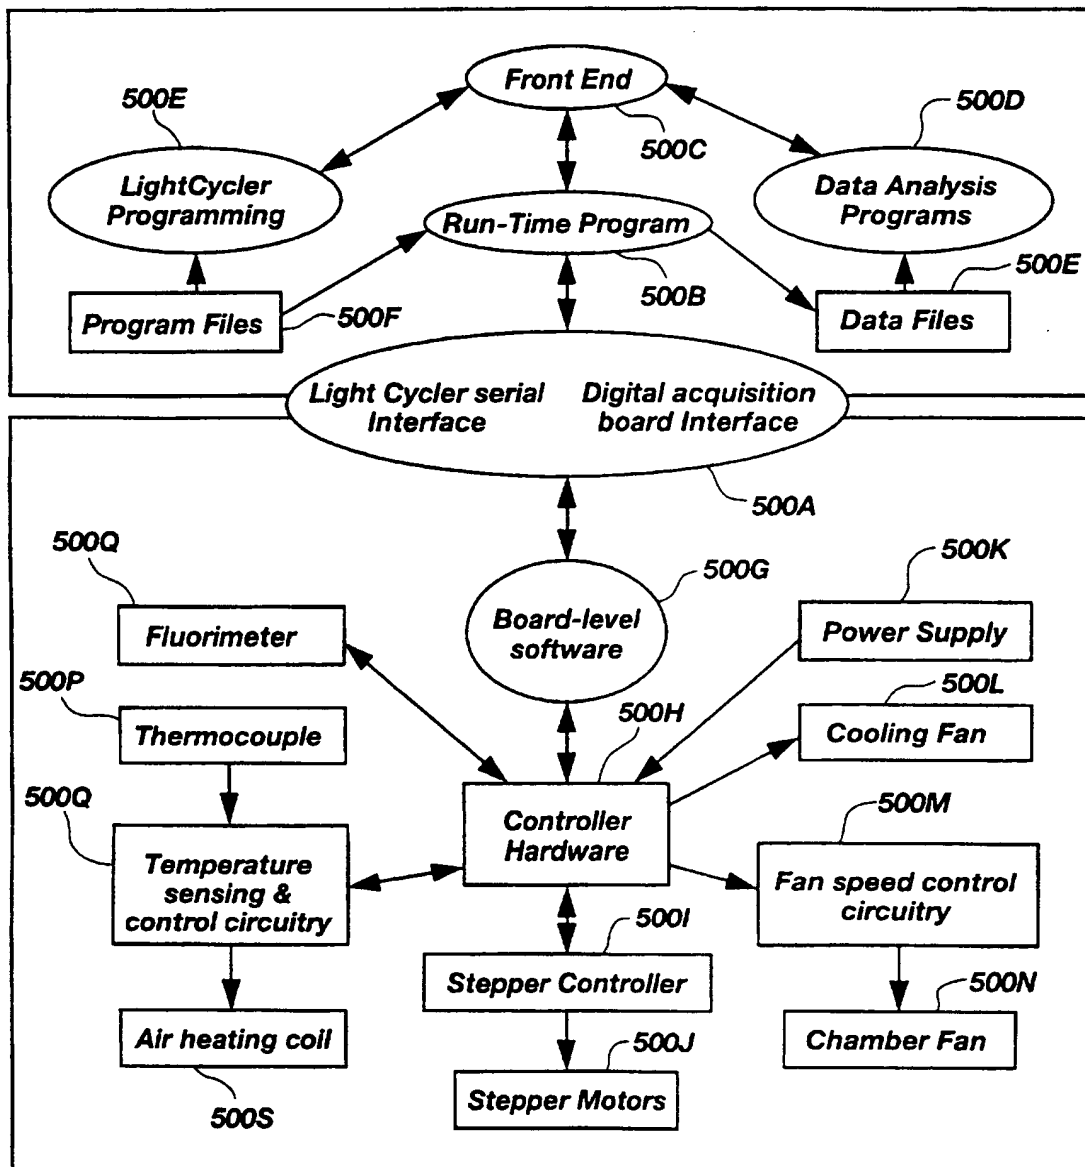 Front End
500E
500D
500C
LightCycler
Programming
Data Analysis
Programs
Run-Time Program
500E
500B
Program Files
500F
Data Files
Light Cycler serial
Interface
Digital acquisition
board Interface
500A
500Q
500G
500K
Fluorimeter
Board-level
software
Power Supply
500P
500L
500H
Thermocouple
Cooling Fan
500Q
500M
Controller
Hardware
Temperature
sensing &
control circuitry
Fan speed control
circuitry
500I
Stepper Controller
500N
Air heating coil
Chamber Fan
500J
500S
Stepper Motors